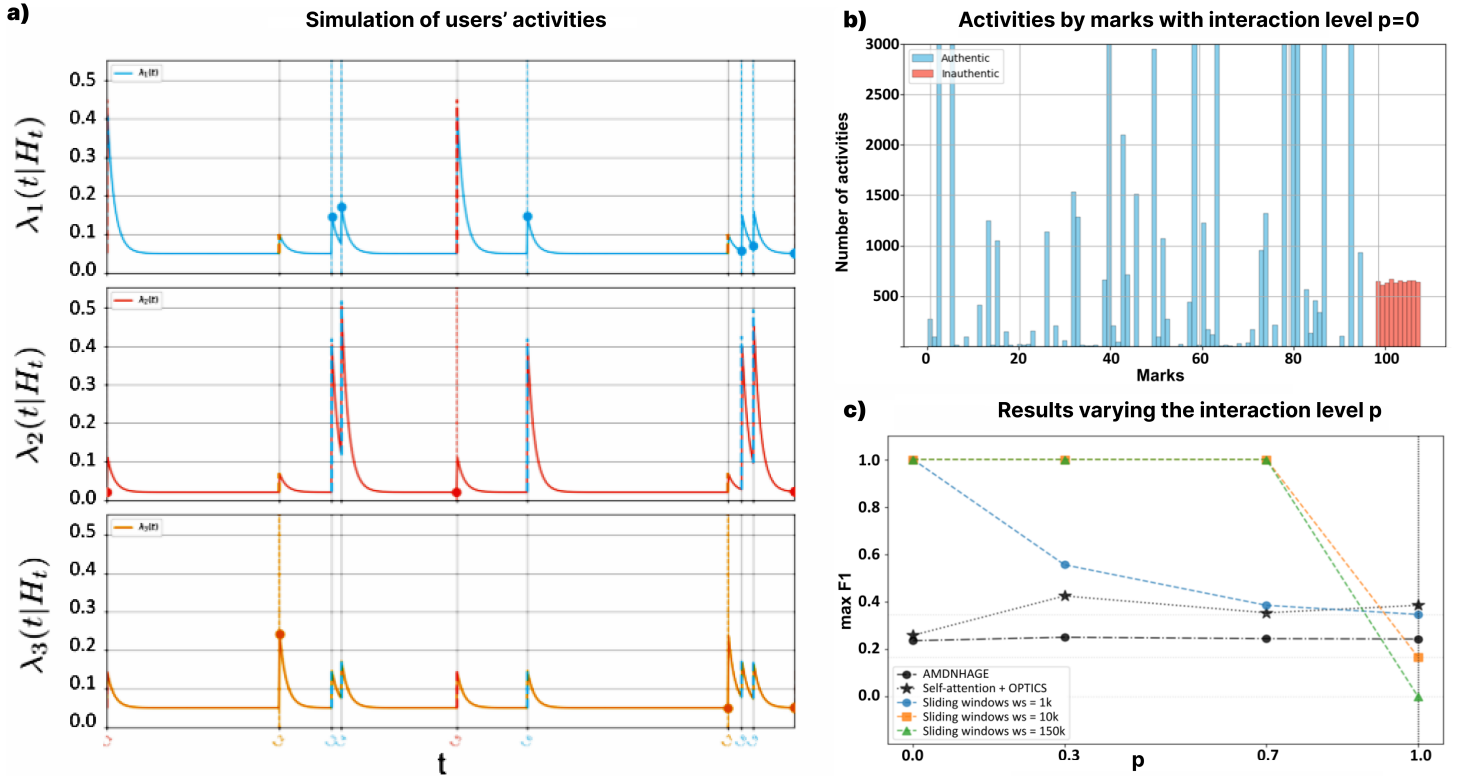 a)
Simulation of users’ activities
λ₁(t|Hₜ)
0.5
0.4
0.3
0.2
0.1
0.0
λ₁(t)
λ₂(t|Hₜ)
0.5
0.4
0.3
0.2
0.1
0.0
λ₂(t)
λ₃(t|Hₜ)
0.5
0.4
0.3
0.2
0.1
0.0
λ₃(t)
t
b)
Activities by marks with interaction level p=0
Number of activities
3000
2500
2000
1500
1000
500
Authentic
Inauthentic
0 20 40 60 80 100
Marks
c)
Results varying the interaction level p
max F1
1.0
0.8
0.6
0.4
0.2
0.0
AMDNHAGE
Self-attention + OPTICS
Sliding windows ws = 1k
Sliding windows ws = 10k
Sliding windows ws = 150k
0.0 0.3 0.7 1.0
p